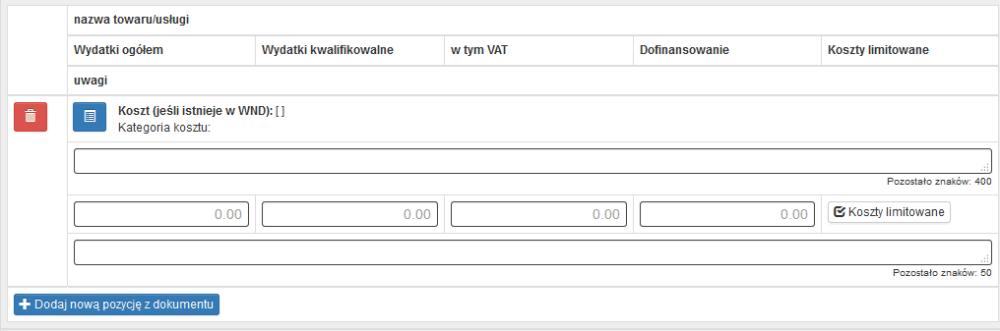 nazwa towaru/usługi
Wydatki ogółem Wydatki kwalifikowalne w tym VAT Dofinansowanie Koszty limitowane
uwagi
Koszt (jeśli istnieje w WND): [ ]
Kategoria kosztu:
Pozostało znaków: 400
0.00 0.00 0.00 0.00 Koszty limitowane
Pozostało znaków: 50
Dodaj nową pozycję z dokumentu